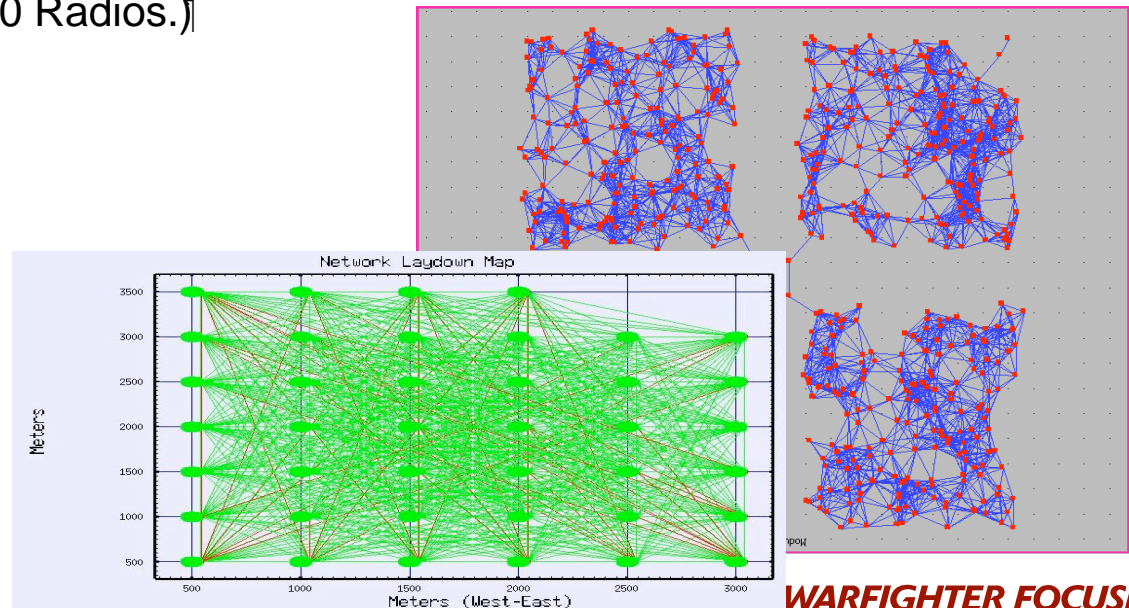 0 Radios.)
Network Laydown Map
3500
3000
2500
2000
1500
1000
500
Meters
500 1000 1500 2000 2500 3000
Meters (West-East)
WARFIGHTER FOCUS